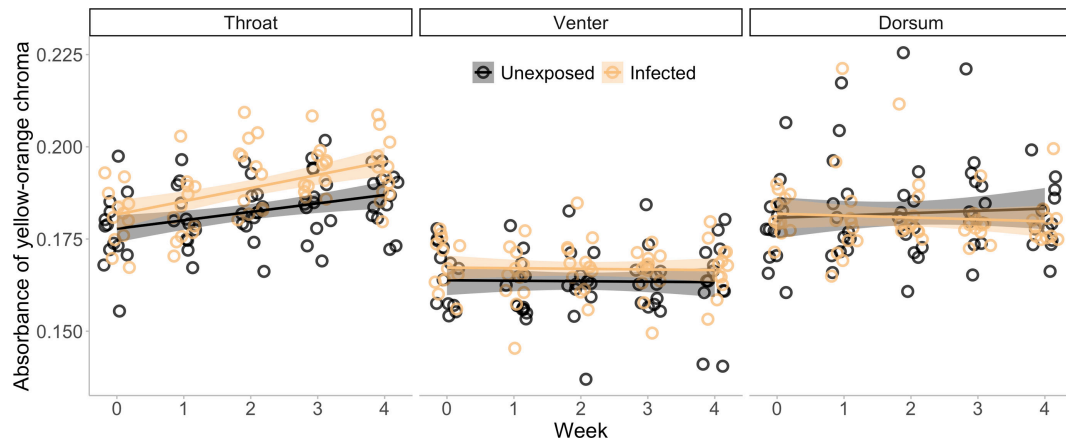 Throat Venter Dorsum
Absorbance of yellow-orange chroma
0.225
0.200
0.175
0.150
Unexposed Infected
0 1 2 3 4 0 1 2 3 4 0 1 2 3 4
Week